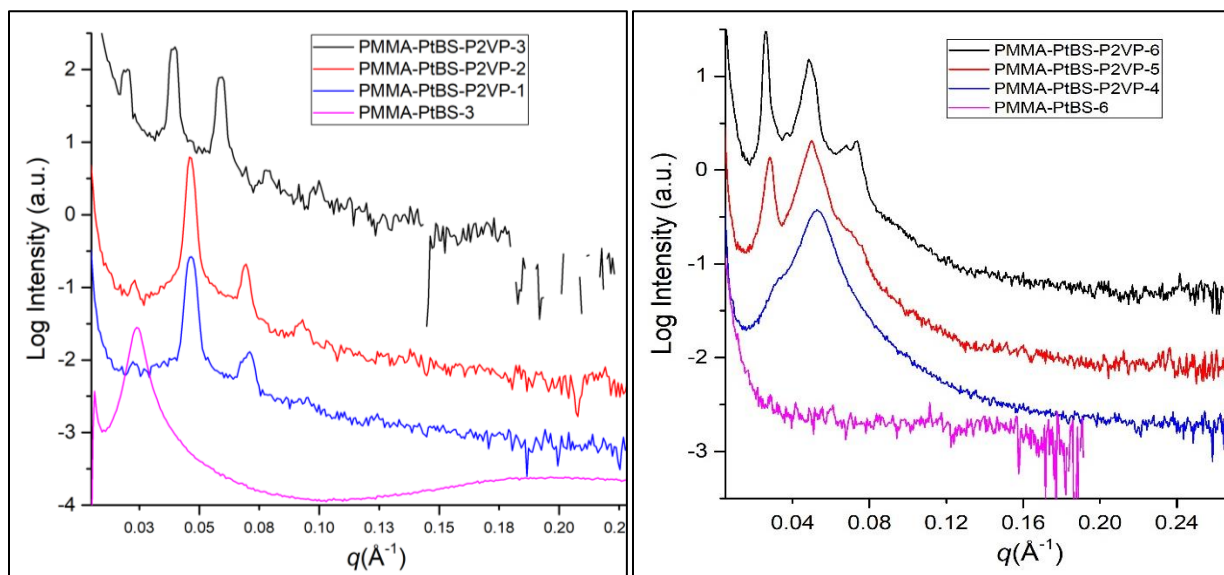 PMMA-PtBS-P2VP-3
PMMA-PtBS-P2VP-2
PMMA-PtBS-P2VP-1
PMMA-PtBS-3
Log Intensity (a.u.)
2
1
0
-1
-2
-3
-4
0.03 0.05 0.08 0.10 0.13 0.15 0.18 0.20 0.2
q(Å-1)
PMMA-PtBS-P2VP-6
PMMA-PtBS-P2VP-5
PMMA-PtBS-P2VP-4
PMMA-PtBS-6
Log Intensity (a.u.)
1
0
-1
-2
-3
0.04 0.08 0.12 0.16 0.20 0.24
q(Å-1)